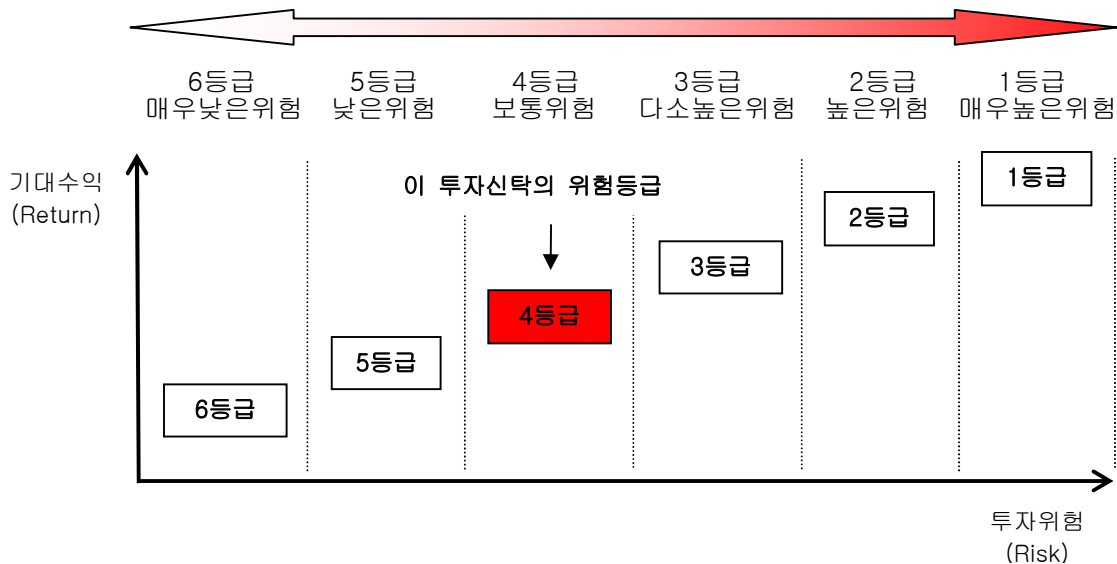 6등급 5등급 4등급 3등급 2등급 1등급
매우낮은위험 낮은위험 보통위험 다소높은위험 높은위험 매우높은위험
기대수익
(Return)
이 투자신탁의 위험등급
1등급
2등급
3등급
4등급
5등급
6등급
투자위험
(Risk)